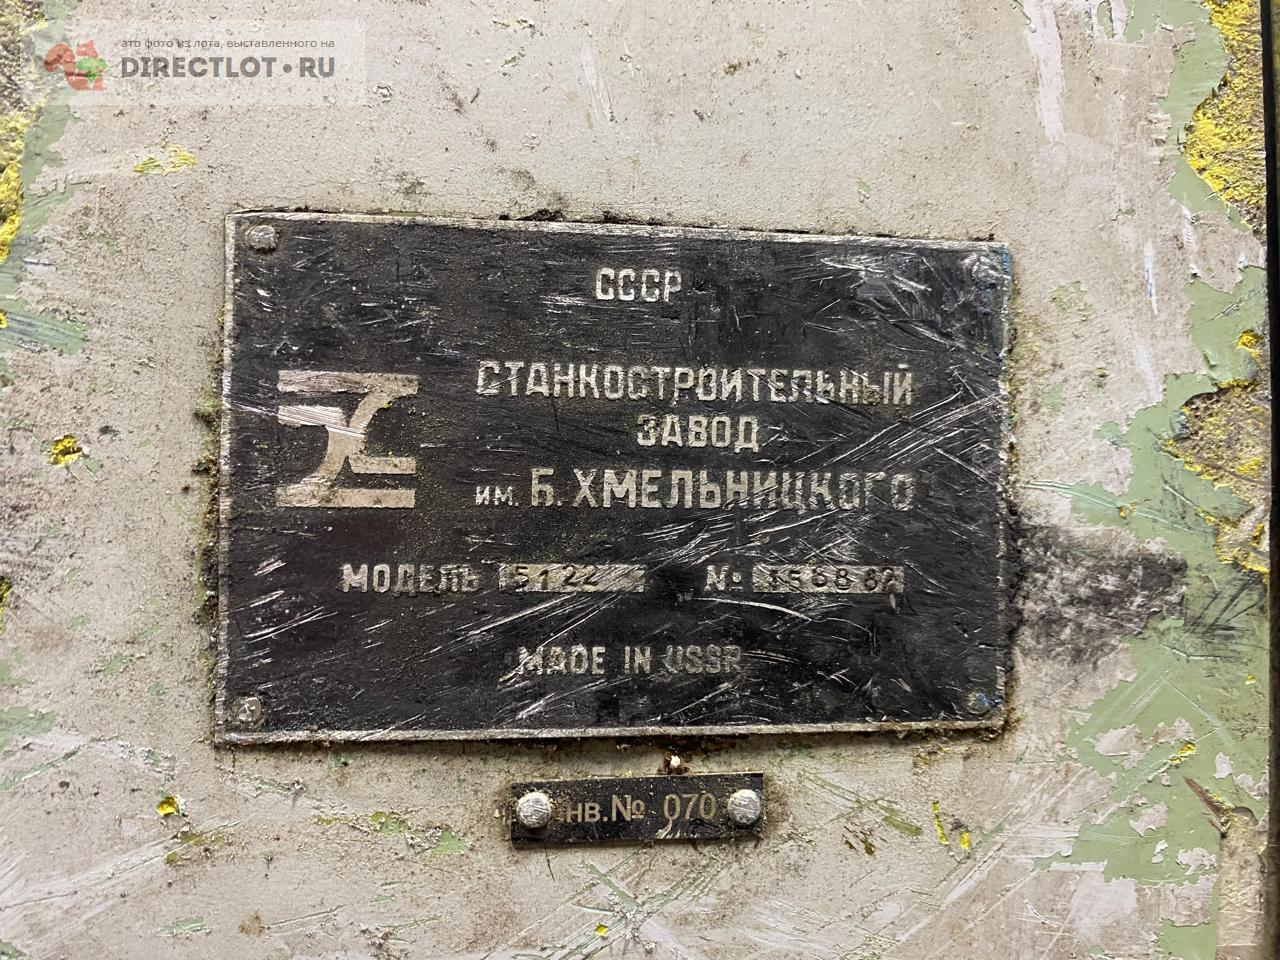 это фото из лота, выставленного на
DIRECTLOT•RU
СССР
СТАНКОСТРОИТЕЛЬНЫЙ
ЗАВОД
им. Б. ХМЕЛЬНИЦКОГО
МОДЕЛЬ 5122 №.
MADE IN USSR
нв. № 070